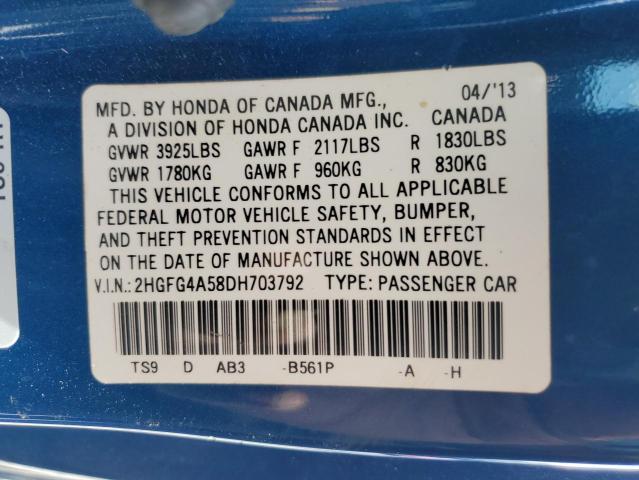 04/'13
MFD. BY HONDA OF CANADA MFG.,
A DIVISION OF HONDA CANADA INC. CANADA
GVWR 3925LBS GAWR F 2117LBS R 1830LBS
GVWR 1780KG GAWR F 960KG R 830KG
THIS VEHICLE CONFORMS TO ALL APPLICABLE
FEDERAL MOTOR VEHICLE SAFETY, BUMPER,
AND THEFT PREVENTION STANDARDS IN EFFECT
ON THE DATE OF MANUFACTURE SHOWN ABOVE.
V.I.N.: 2HGFG4A58DH703792 TYPE: PASSENGER CAR
TS9 D AB3 -B561P -A -H